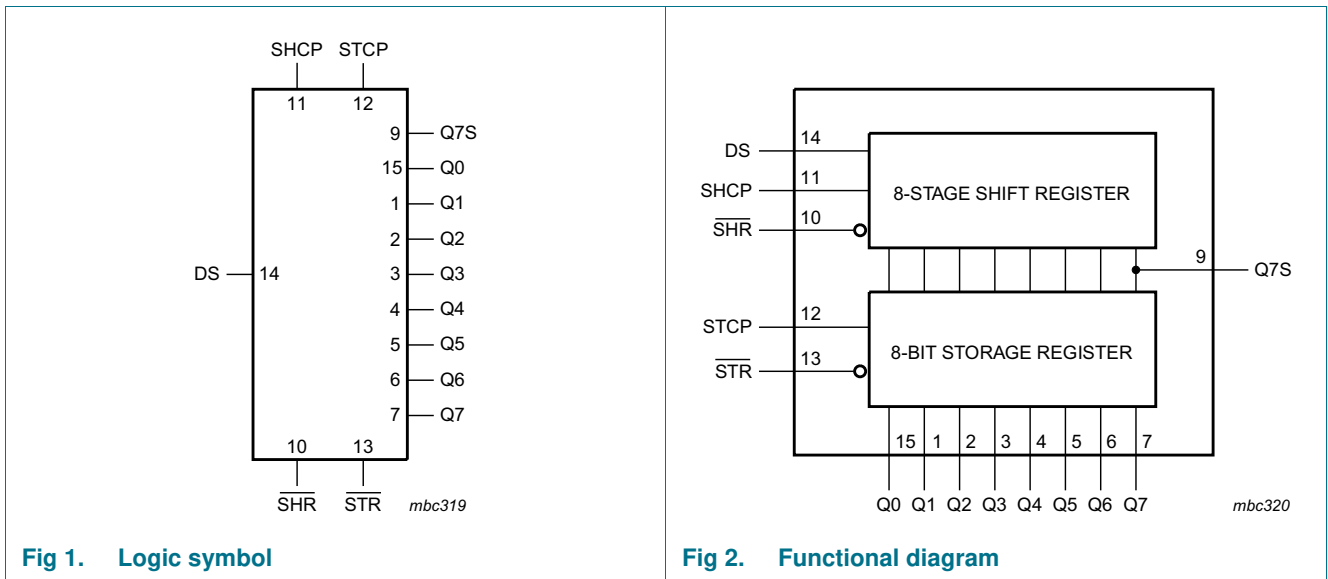 SHCP STCP
11 12
9 Q7S
15 Q0
1 Q1
2 Q2
DS 14 3 Q3
4 Q4
5 Q5
6 Q6
7 Q7
10 13
SHR STR mbc319
Fig 1. Logic symbol
14
DS
11
SHCP 8-STAGE SHIFT REGISTER
10
SHR
9
Q7S
12
STCP
8-BIT STORAGE REGISTER
13
STR
15 1 2 3 4 5 6 7
Q0 Q1 Q2 Q3 Q4 Q5 Q6 Q7 mbc320
Fig 2. Functional diagram